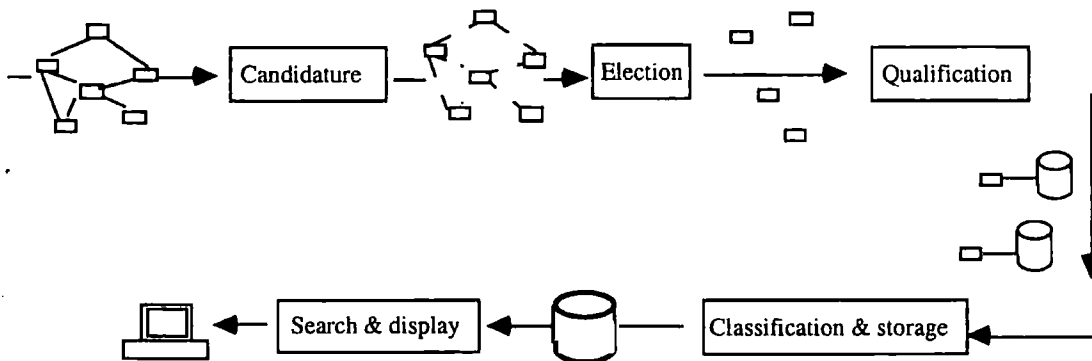 Candidature
Election
Qualification
Classification & storage
Search & display